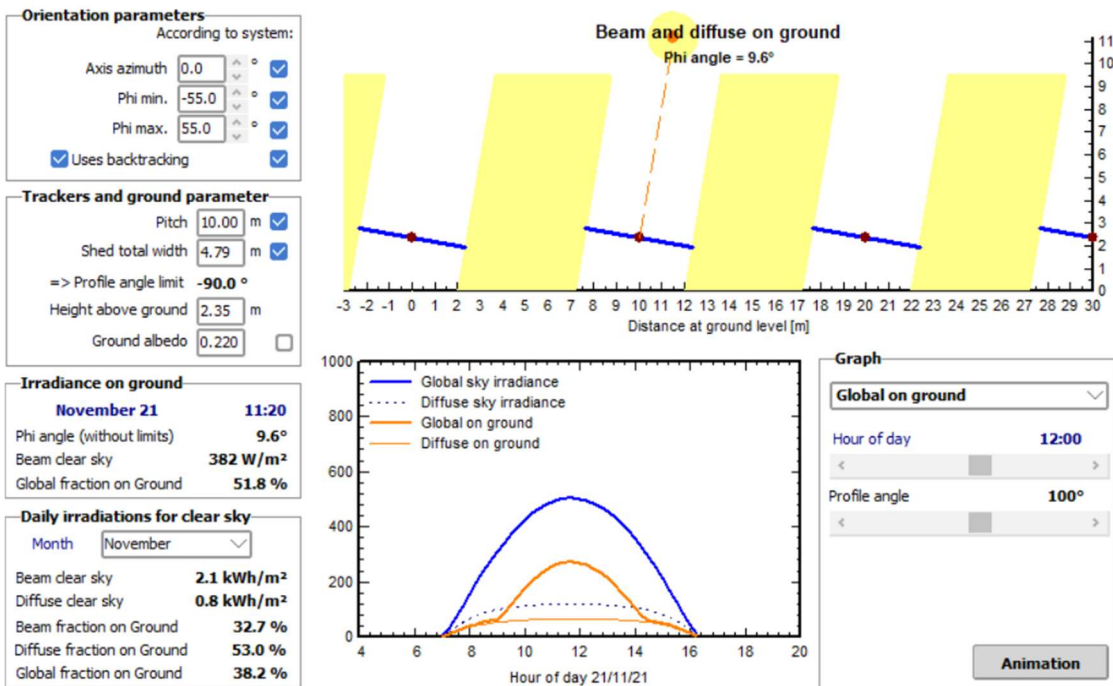 Orientation parameters
According to system:
Axis azimuth 0.0 °
Phi min. -55.0 °
Phi max. 55.0 °
Uses backtracking
Trackers and ground parameter
Pitch 10.00 m
Shed total width 4.79 m
=> Profile angle limit -90.0 °
Height above ground 2.35 m
Ground albedo 0.220
Irradiance on ground
November 21 11:20
Phi angle (without limits) 9.6°
Beam clear sky 382 W/m²
Global fraction on Ground 51.8 %
Daily irradiations for clear sky
Month November
Beam clear sky 2.1 kWh/m²
Diffuse clear sky 0.8 kWh/m²
Beam fraction on Ground 32.7 %
Diffuse fraction on Ground 53.0 %
Global fraction on Ground 38.2 %
Beam and diffuse on ground
Phi angle = 9.6°
11
10
9
8
7
6
5
4
3
2
1
0
-3 -2 -1 0 1 2 3 4 5 6 7 8 9 10 11 12 13 14 15 16 17 18 19 20 21 22 23 24 25 26 27 28 29 30
Distance at ground level [m]
1000
800
600
400
200
0
Global sky irradiance
Diffuse sky irradiance
Global on ground
Diffuse on ground
4 6 8 10 12 14 16 18 20
Hour of day 21/11/21
Graph
Global on ground
Hour of day 12:00
Profile angle 100°
Animation